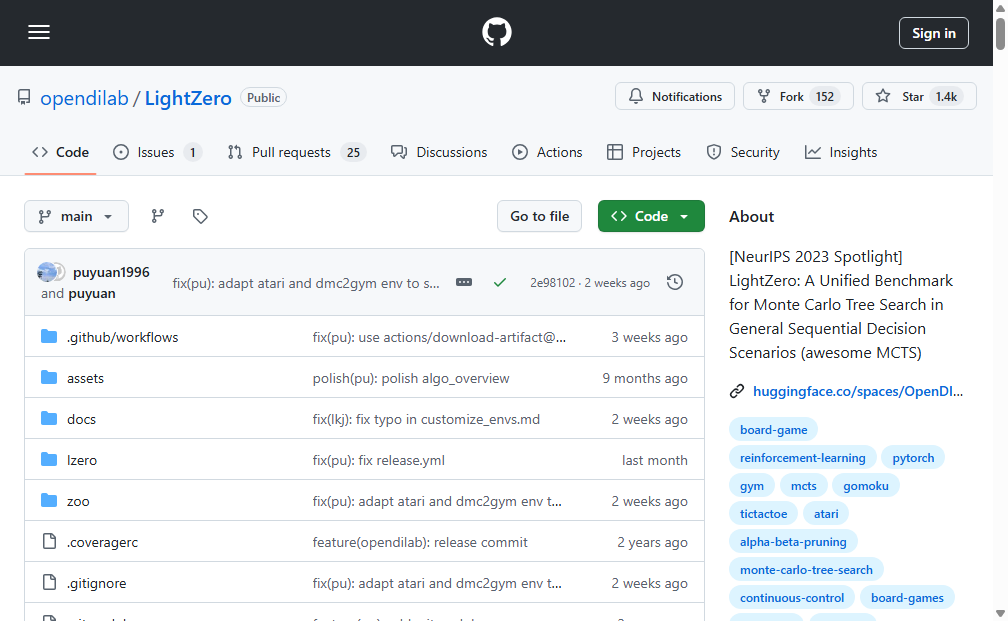 Sign in
opendilab / LightZero Public
Notifications
Fork 152
Star 1.4k
Code
Issues 1
Pull requests 25
Discussions
Actions
Projects
Security
Insights
main
Go to file
Code
puyuan1996
and puyuan
fix(pu): adapt atari and dmc2gym env to s...
2e98102 · 2 weeks ago
.github/workflows fix(pu): use actions/download-artifact@... 3 weeks ago
assets polish(pu): polish algo_overview 9 months ago
docs fix(lkj): fix typo in customize_envs.md 2 weeks ago
lzero fix(pu): fix release.yml last month
zoo fix(pu): adapt atari and dmc2gym env t... 2 weeks ago
.coveragerc feature(opendilab): release commit 2 years ago
.gitignore fix(pu): adapt atari and dmc2gym env t... 2 weeks ago
About
[NeurIPS 2023 Spotlight]
LightZero: A Unified Benchmark
for Monte Carlo Tree Search in
General Sequential Decision
Scenarios (awesome MCTS)
huggingface.co/spaces/OpenDI...
board-game
reinforcement-learning pytorch
gym mcts gomoku
tictactoe atari
alpha-beta-pruning
monte-carlo-tree-search
continuous-control board-games